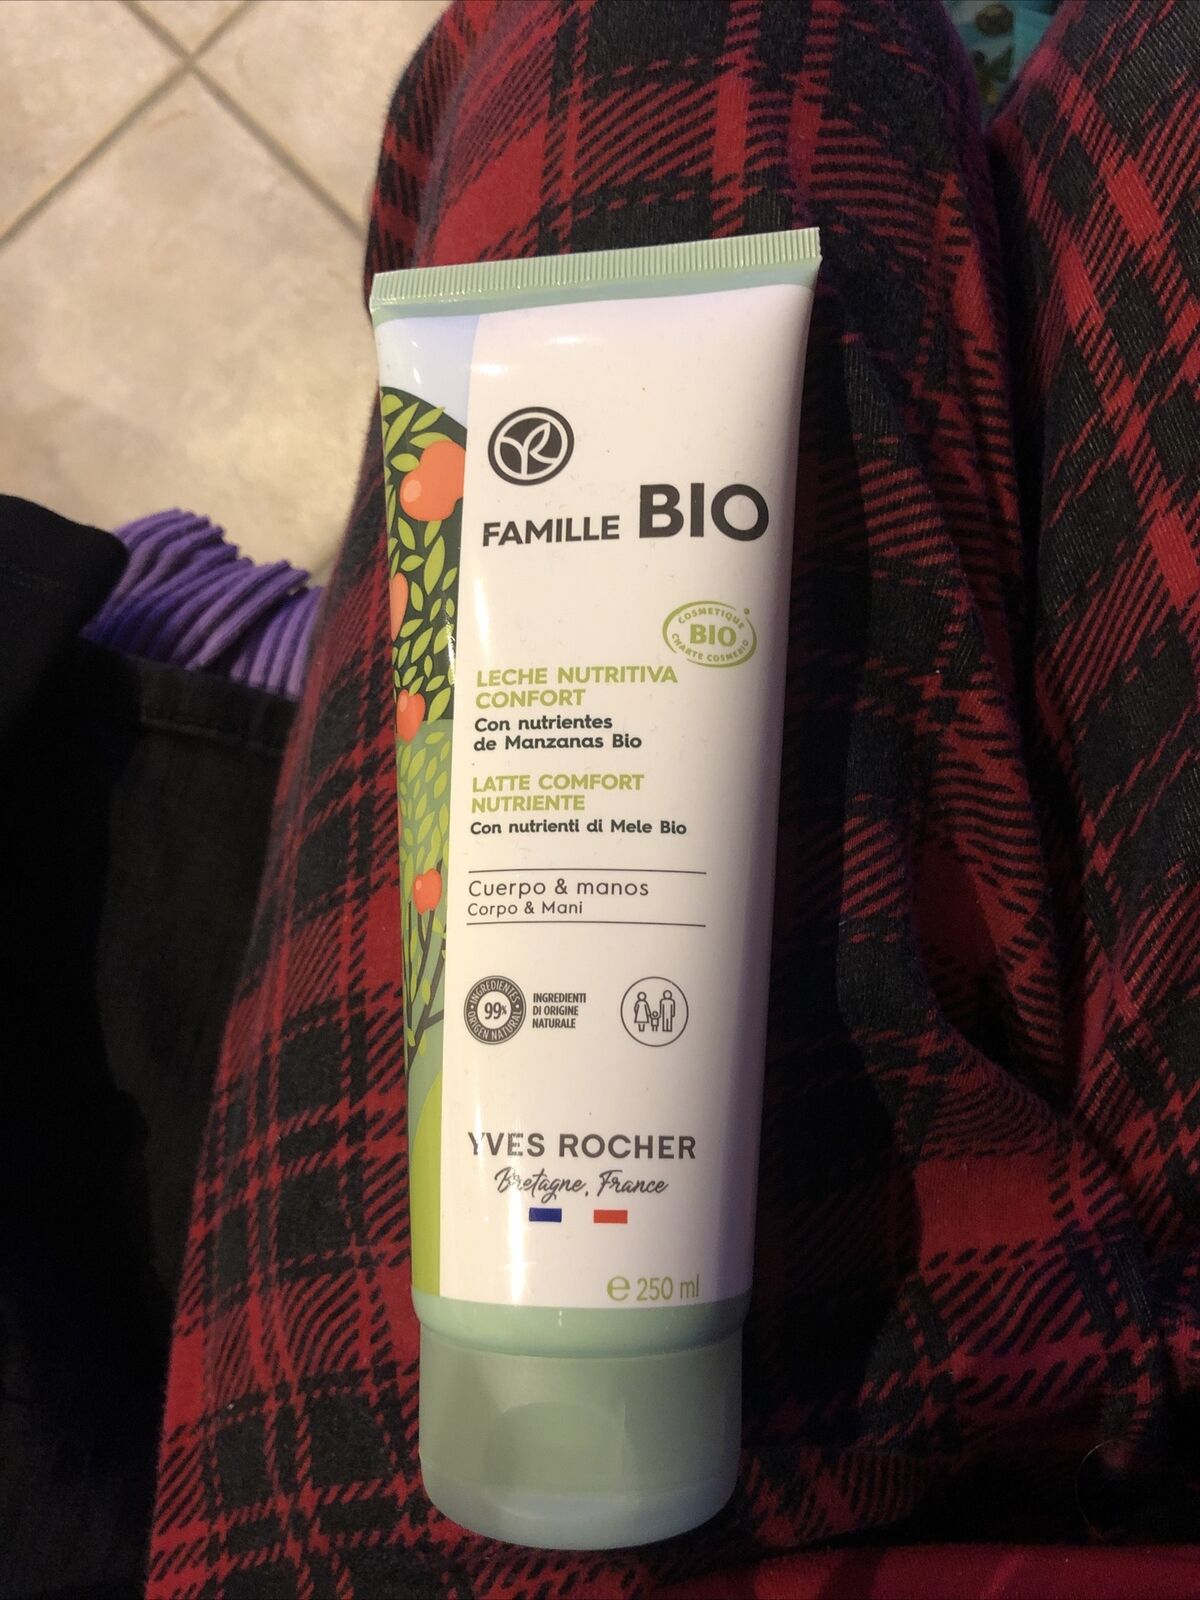 FAMILLE BIO
COSMETIQUE
BIO
CHARTE COSMEBIO
LECHE NUTRITIVA
CONFORT
Con nutrientes
de Manzanas Bio
LATTE COMFORT
NUTRIENTE
Con nutrienti di Mele Bio
Cuerpo & manos
Corpo & Mani
INGREDIENTES
99%
ORIGEN NATURAL
INGREDIENTI
DI ORIGINE
NATURALE
YVES ROCHER
Bretagne, France
℮ 250 ml